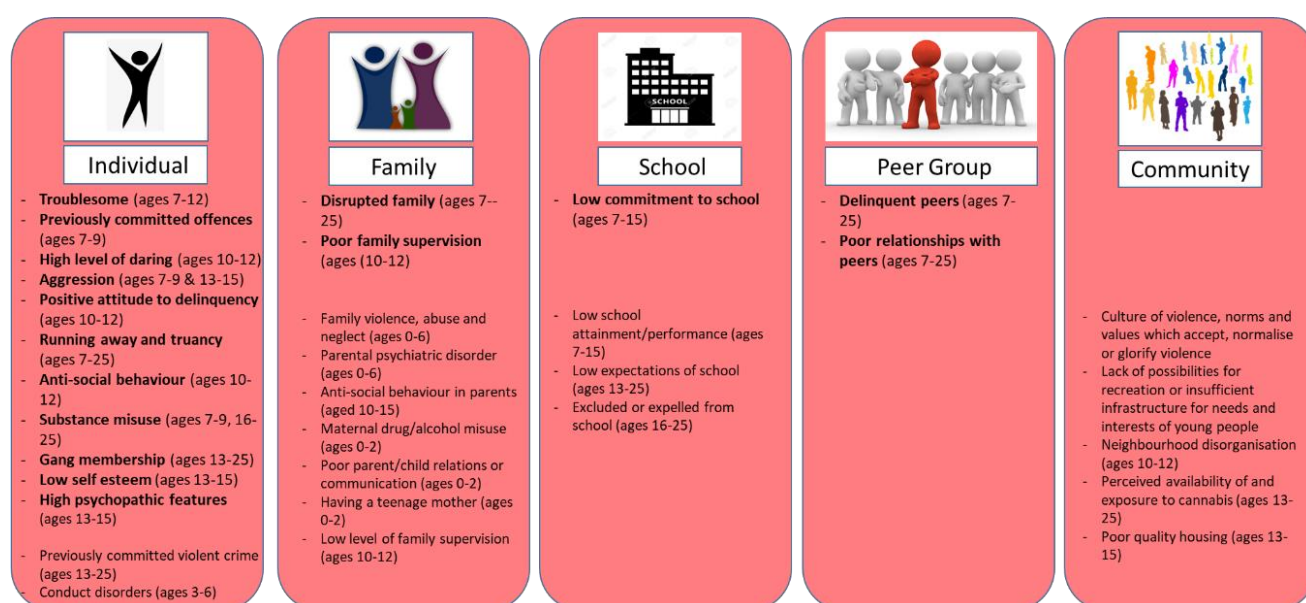 SCHOOL
Individual
- Troublesome (ages 7-12)
- Previously committed offences
(ages 7-9)
- High level of daring (ages 10-12)
- Aggression (ages 7-9 & 13-15)
- Positive attitude to delinquency
(ages 10-12)
- Running away and truancy
(ages 7-25)
- Anti-social behaviour (ages 10-
12)
- Substance misuse (ages 7-9, 16-
25)
- Gang membership (ages 13-25)
- Low self esteem (ages 13-15)
- High psychopathic features
(ages 13-15)
- Previously committed violent crime
(ages 13-25)
- Conduct disorders (ages 3-6)
Family
- Disrupted family (ages 7--
25)
- Poor family supervision
(ages (10-12)
- Family violence, abuse and
neglect (ages 0-6)
- Parental psychiatric disorder
(ages 0-6)
- Anti-social behaviour in parents
(aged 10-15)
- Maternal drug/alcohol misuse
(ages 0-2)
- Poor parent/child relations or
communication (ages 0-2)
- Having a teenage mother (ages
0-2)
- Low level of family supervision
(ages 10-12)
School
- Low commitment to school
(ages 7-15)
- Low school
attainment/performance (ages
7-15)
- Low expectations of school
(ages 13-25)
- Excluded or expelled from
school (ages 16-25)
Peer Group
- Delinquent peers (ages 7-
25)
- Poor relationships with
peers (ages 7-25)
Community
- Culture of violence, norms and
values which accept, normalise
or glorify violence
- Lack of possibilities for
recreation or insufficient
infrastructure for needs and
interests of young people
- Neighbourhood disorganisation
(ages 10-12)
- Perceived availability of and
exposure to cannabis (ages 13-
25)
- Poor quality housing (ages 13-
15)